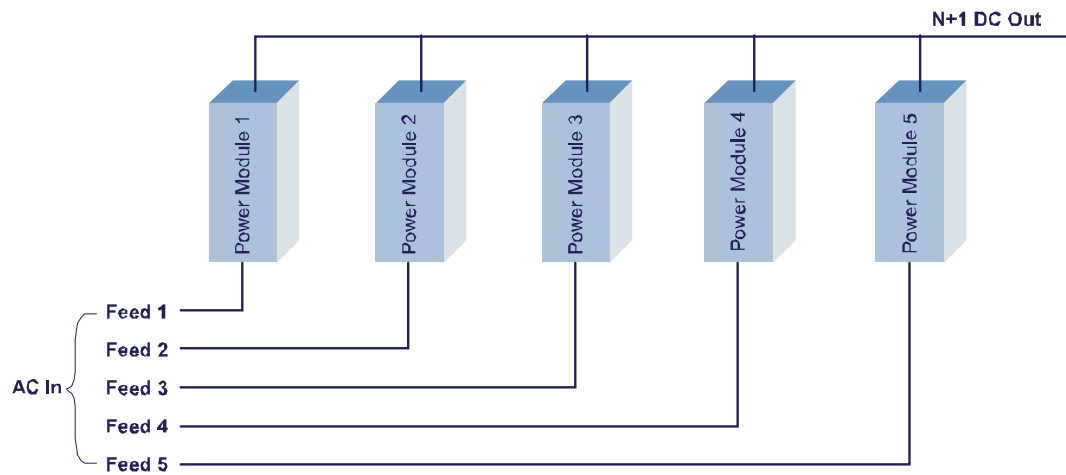 N+1 DC Out
Power Module 1
Power Module 2
Power Module 3
Power Module 4
Power Module 5
AC In
Feed 1
Feed 2
Feed 3
Feed 4
Feed 5